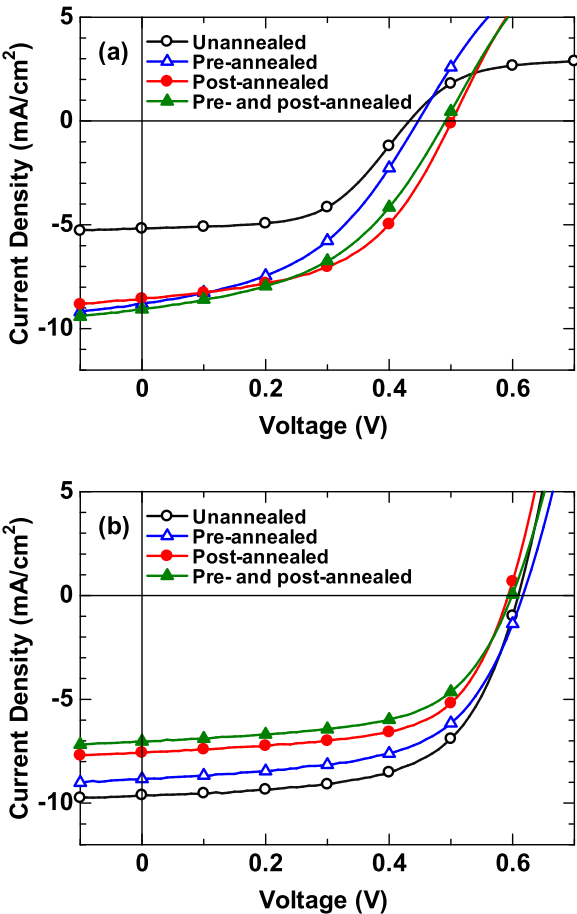 5
(a)
Unannealed
Pre-annealed
Post-annealed
Pre- and post-annealed
0
-5
-10
Current Density (mA/cm2)
0 0.2 0.4 0.6
Voltage (V)
5
(b)
Unannealed
Pre-annealed
Post-annealed
Pre- and post-annealed
0
-5
-10
Current Density (mA/cm2)
0 0.2 0.4 0.6
Voltage (V)